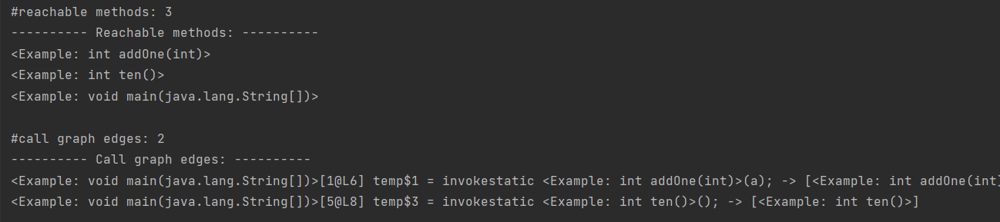 #reachable methods: 3
---------- Reachable methods: ----------
<Example: int addOne(int)>
<Example: int ten()>
<Example: void main(java.lang.String[])>
#call graph edges: 2
---------- Call graph edges: ----------
<Example: void main(java.lang.String[])>[1@L6] temp$1 = invokestatic <Example: int addOne(int)>(a); -> [<Example: int addOne(int)
<Example: void main(java.lang.String[])>[5@L8] temp$3 = invokestatic <Example: int ten()>(); -> [<Example: int ten()>]